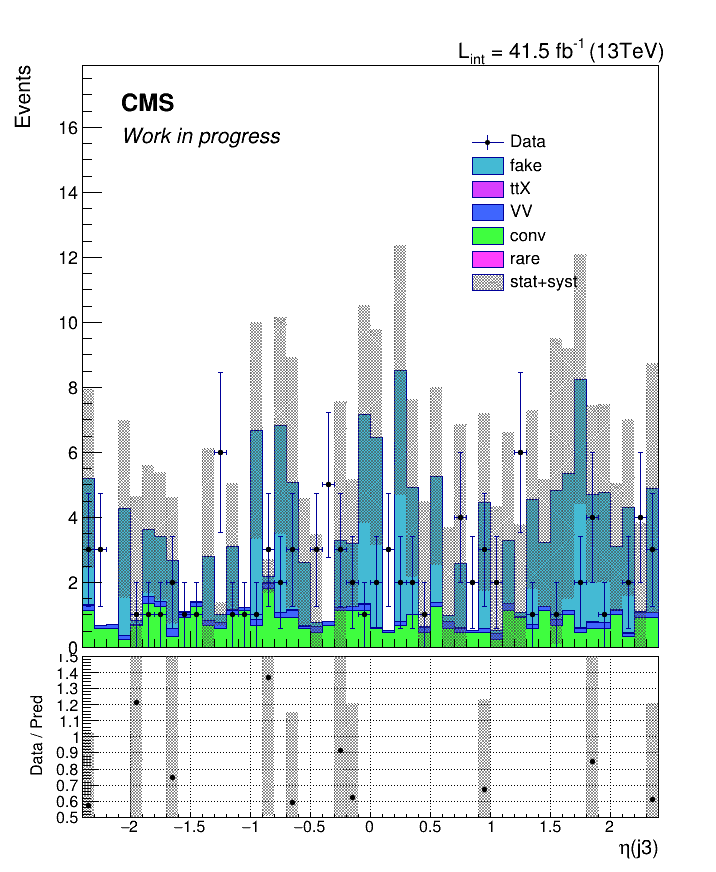 L_int = 41.5 fb^-1 (13TeV)
Events
CMS
Work in progress
Data
fake
ttX
VV
conv
rare
stat+syst
16
14
12
10
8
6
4
2
0
Data / Pred
1.5
1.4
1.3
1.2
1.1
1
0.9
0.8
0.7
0.6
0.5
−2 −1.5 −1 −0.5 0 0.5 1 1.5 2
η(j3)